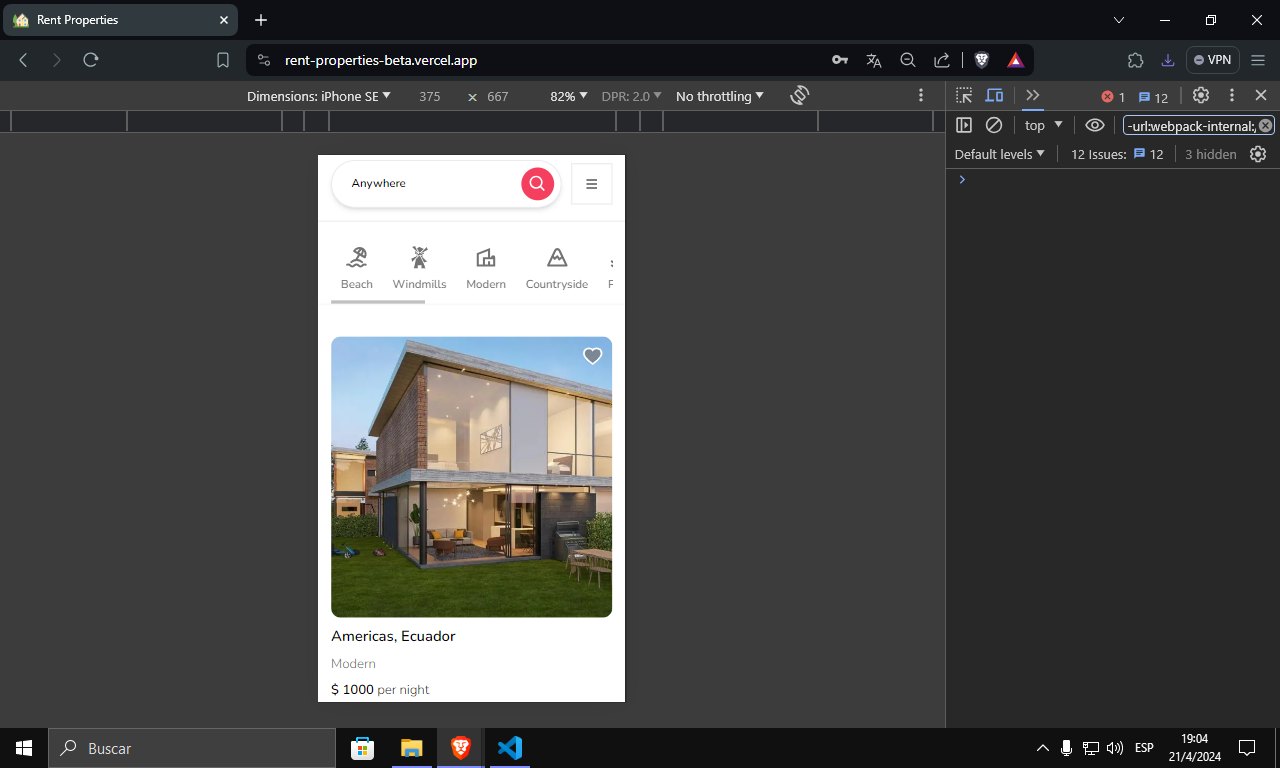 Rent Properties
rent-properties-beta.vercel.app
VPN
Dimensions: iPhone SE 375 × 667 82% DPR: 2.0 No throttling
1 12
top
-url:webpack-internal:
Default levels 12 Issues: 12 3 hidden
Anywhere
Beach Windmills Modern Countryside
Americas, Ecuador
Modern
$ 1000 per night
Buscar
ESP
19:04
21/4/2024